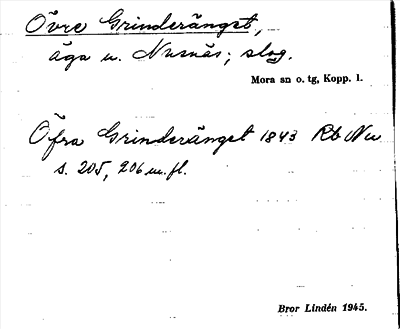 Övre Grinderänget,
äga u. Nusnäs; slog.
Mora sn o. tg, Kopp. l.
Öfra Grinderänget 1843 Rb Nu
s. 205, 206 m. fl.
Bror Lindén 1945.